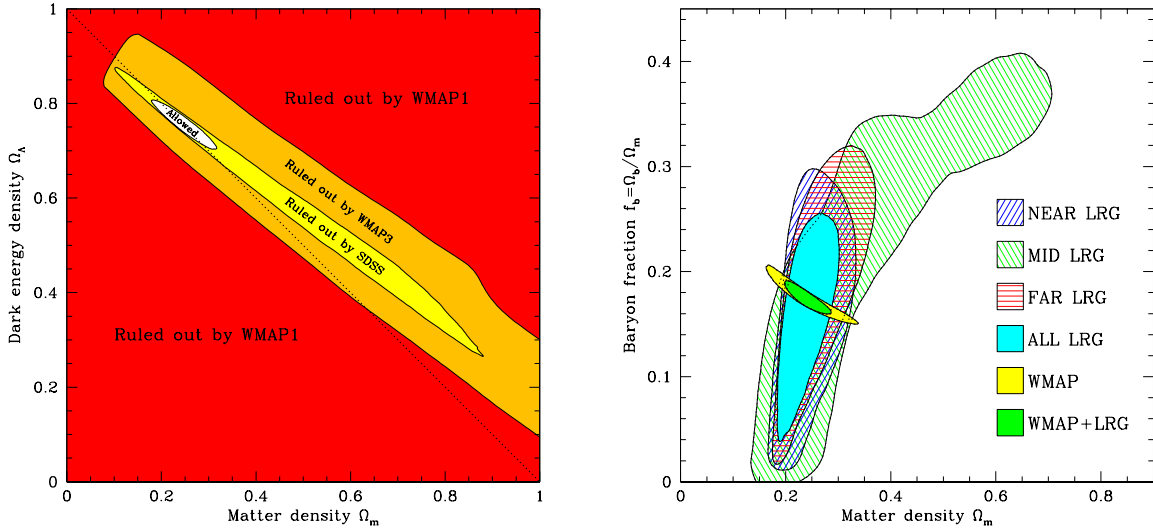 Dark energy density Ω_Λ
1
0.8
0.6
0.4
0.2
0
Ruled out by WMAP1
Allowed
Ruled out by WMAP3
Ruled out by SDSS
Ruled out by WMAP1
0 0.2 0.4 0.6 0.8 1
Matter density Ω_m
Baryon fraction f_b=Ω_b/Ω_m
0.4
0.3
0.2
0.1
0
NEAR LRG
MID LRG
FAR LRG
ALL LRG
WMAP
WMAP+LRG
0 0.2 0.4 0.6 0.8
Matter density Ω_m